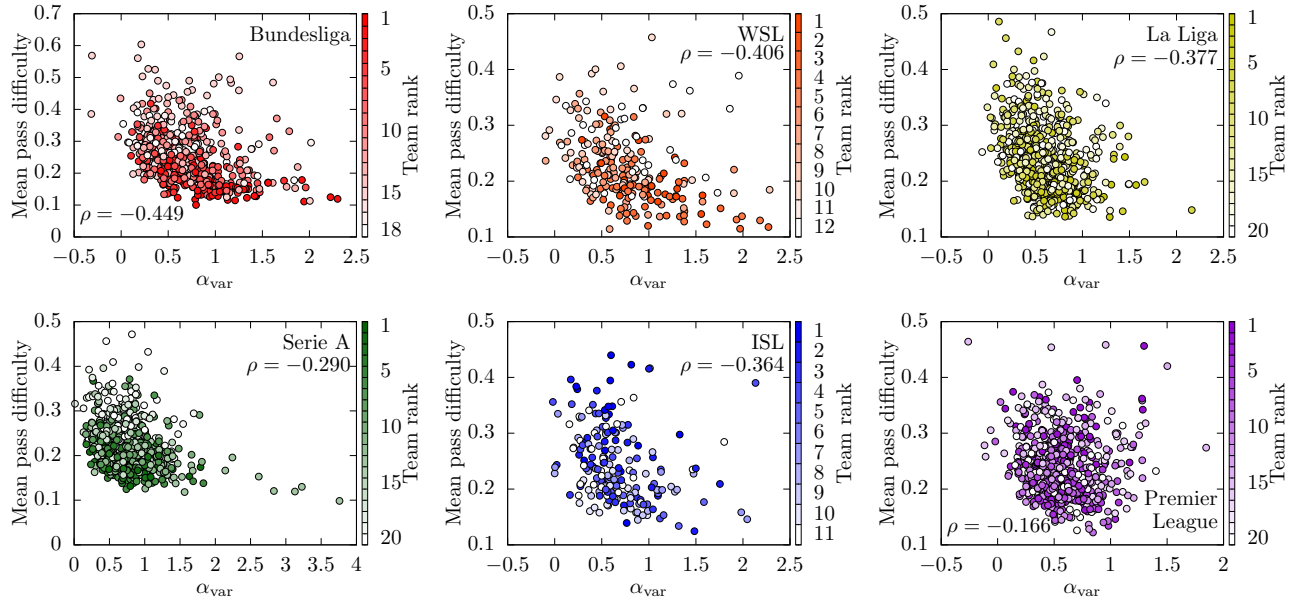 0.7
0.6
0.5
0.4
0.3
0.2
0.1
0
Mean pass difficulty
Bundesliga
ρ = −0.449
−0.5 0 0.5 1 1.5 2 2.5
αvar
1
5
10
15
18
Team rank
0.5
0.4
0.3
0.2
0.1
Mean pass difficulty
WSL
ρ = −0.406
−0.5 0 0.5 1 1.5 2 2.5
αvar
1
2
3
4
5
6
7
8
9
10
11
12
Team rank
0.5
0.4
0.3
0.2
0.1
Mean pass difficulty
La Liga
ρ = −0.377
−0.5 0 0.5 1 1.5 2 2.5
αvar
1
5
10
15
20
Team rank
0.5
0.4
0.3
0.2
0.1
0
Mean pass difficulty
Serie A
ρ = −0.290
0 0.5 1 1.5 2 2.5 3 3.5 4
αvar
1
5
10
15
20
Team rank
0.5
0.4
0.3
0.2
0.1
Mean pass difficulty
ISL
ρ = −0.364
−0.5 0 0.5 1 1.5 2 2.5
αvar
1
2
3
4
5
6
7
8
9
10
11
Team rank
0.5
0.4
0.3
0.2
0.1
Mean pass difficulty
Premier
League
ρ = −0.166
−0.5 0 0.5 1 1.5 2
αvar
1
5
10
15
20
Team rank